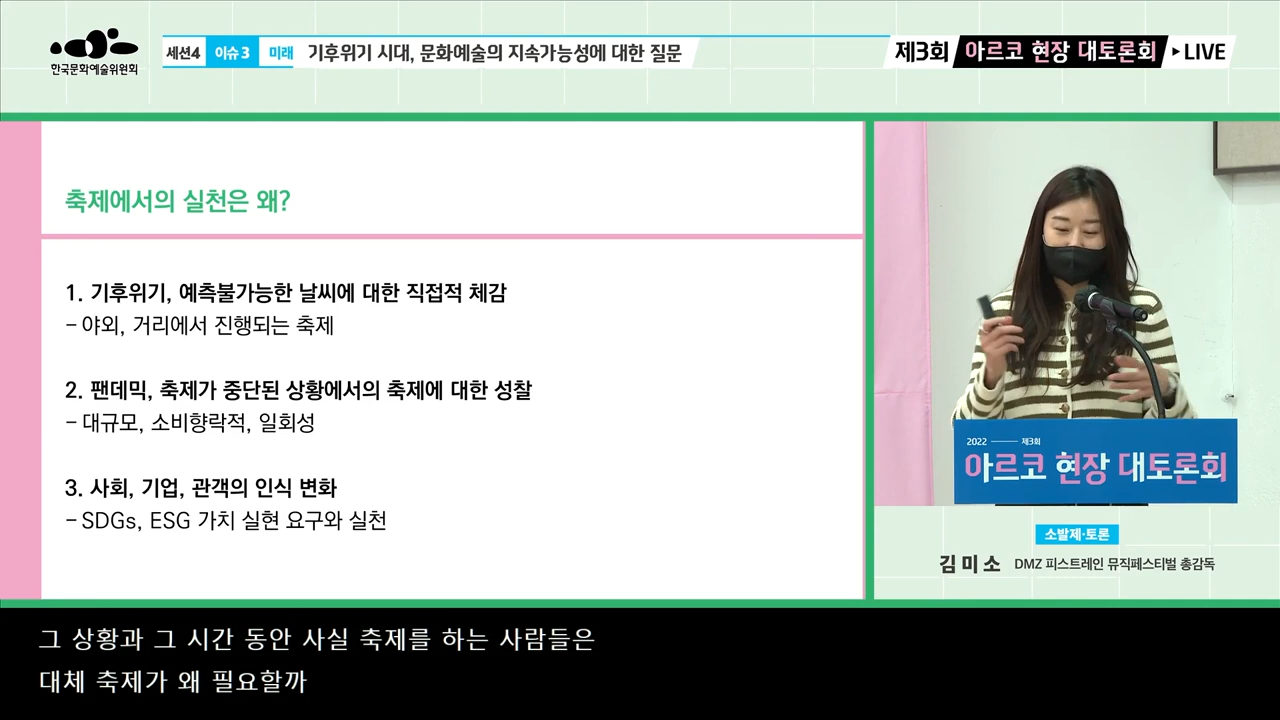 한국문화예술위원회
세션4 이슈 3 미래 기후위기 시대, 문화예술의 지속가능성에 대한 질문
제3회 아르코 현장 대토론회 LIVE
축제에서의 실천은 왜?
1. 기후위기, 예측불가능한 날씨에 대한 직접적 체감
– 야외, 거리에서 진행되는 축제
2. 팬데믹, 축제가 중단된 상황에서의 축제에 대한 성찰
– 대규모, 소비향락적, 일회성
3. 사회, 기업, 관객의 인식 변화
– SDGs, ESG 가치 실현 요구와 실천
2022 제3회
아르코 현장 대토론회
소발제·토론
김미소 DMZ 피스트레인 뮤직페스티벌 총감독
그 상황과 그 시간 동안 사실 축제를 하는 사람들은
대체 축제가 왜 필요할까